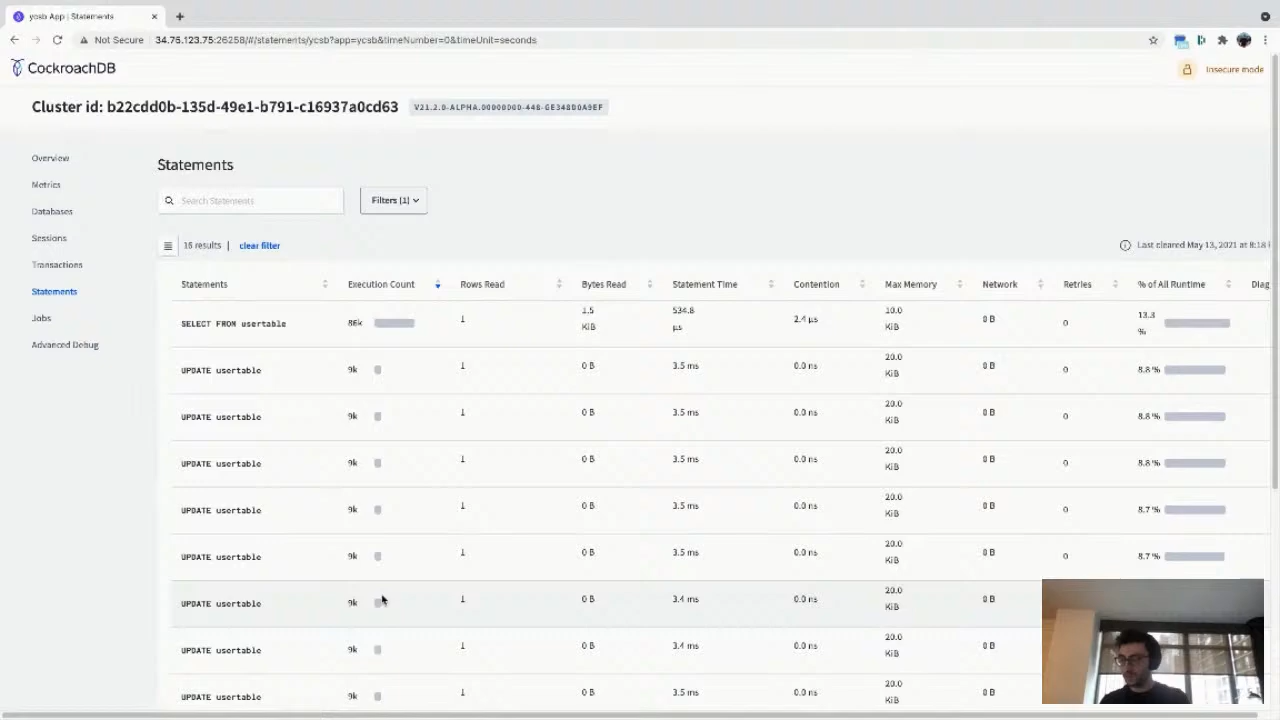 ycsb App | Statements
Not Secure 34.75.123.75:26258/#/statements/ycsb?app=ycsb&timeNumber=0&timeUnit=seconds
CockroachDB
Insecure mode
Cluster id: b22cdd0b-135d-49e1-b791-c16937a0cd63
Overview
Metrics
Databases
Sessions
Transactions
Statements
Jobs
Advanced Debug
Statements
Search Statements
Filters (1)
16 results | clear filter
Last cleared May 13, 2021 at 8:18
Statements Execution Count Rows Read Bytes Read Statement Time Contention Max Memory Network Retries % of All Runtime Diag
SELECT FROM usertable 86k 1 1.5 KiB 534.8 µs 2.4 µs 10.0 KiB 0 B 0 13.3 %
UPDATE usertable 9k 1 0 B 3.5 ms 0.0 ns 20.0 KiB 0 B 0 8.8 %
UPDATE usertable 9k 1 0 B 3.5 ms 0.0 ns 20.0 KiB 0 B 0 8.8 %
UPDATE usertable 9k 1 0 B 3.5 ms 0.0 ns 20.0 KiB 0 B 0 8.8 %
UPDATE usertable 9k 1 0 B 3.5 ms 0.0 ns 20.0 KiB 0 B 0 8.7 %
UPDATE usertable 9k 1 0 B 3.5 ms 0.0 ns 20.0 KiB 0 B 0 8.7 %
UPDATE usertable 9k 1 0 B 3.4 ms 0.0 ns 20.0 KiB 0 B
UPDATE usertable 9k 1 0 B 3.4 ms 0.0 ns 20.0 KiB 0 B
UPDATE usertable 9k 1 0 B 3.5 ms 0.0 ns 20.0 KiB 0 B